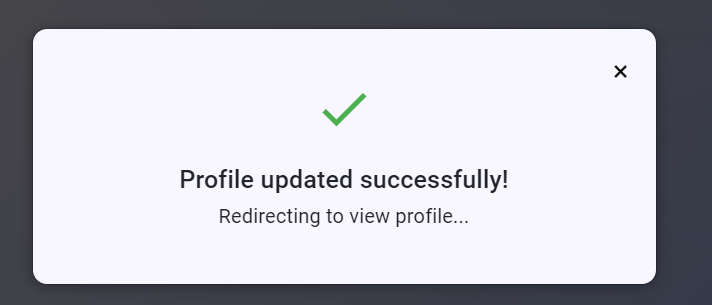 Profile updated successfully!
Redirecting to view profile...